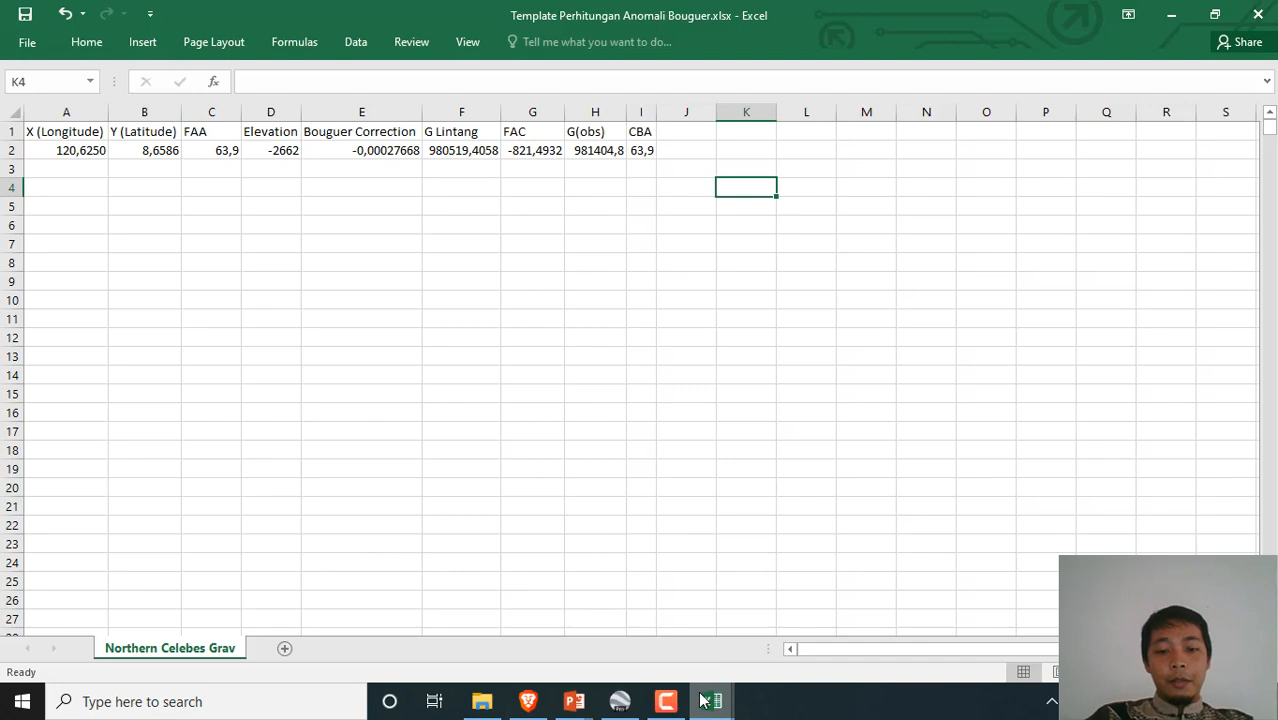 Template Perhitungan Anomali Bouguer.xlsx - Excel
File Home Insert Page Layout Formulas Data Review View Tell me what you want to do... Share
K4 fx
A B C D E F G H I J K L M N O P Q R S
1 X (Longitude) Y (Latitude) FAA Elevation Bouguer Correction G Lintang FAC G(obs) CBA
2 120,6250 8,6586 63,9 -2662 -0,00027668 980519,4058 -821,4932 981404,8 63,9
3
4
5
6
7
8
9
10
11
12
13
14
15
16
17
18
19
20
21
22
23
24
25
26
27
Northern Celebes Grav
Ready
Type here to search